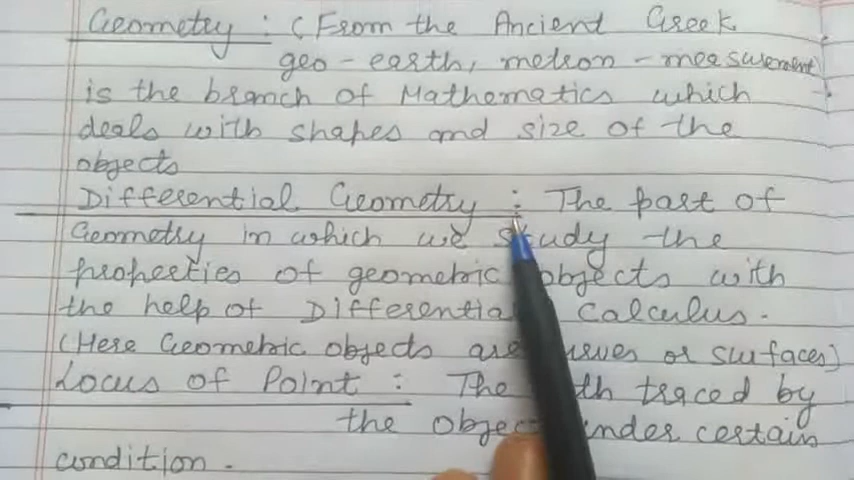 Geometry : (From the Ancient Greek
geo - earth, metron - measurement)
is the branch of Mathematics which
deals with shapes and size of the
objects
Differential Geometry : The part of
Geometry in which we study the
properties of geometric objects with
the help of Differential Calculus.
(Here Geometric objects are curves or surfaces)
Locus of Point : The path traced by
the object under certain
condition.